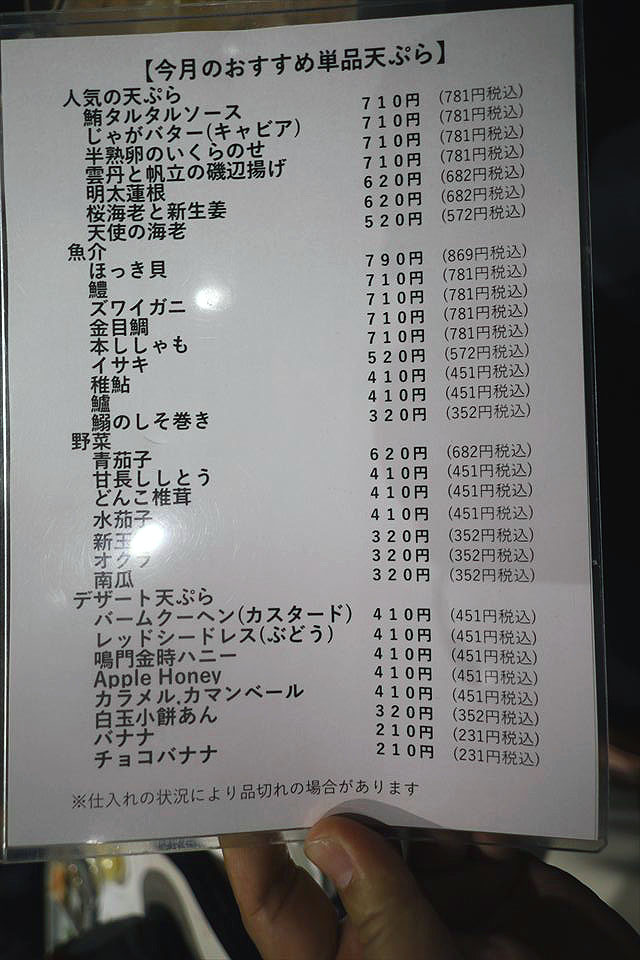 【今月のおすすめ単品天ぷら】
人気の天ぷら
鮪タルタルソース 710円 (781円税込)
じゃがバター(キャビア) 710円 (781円税込)
半熟卵のいくらのせ 710円 (781円税込)
雲丹と帆立の磯辺揚げ 710円 (781円税込)
明太蓮根 620円 (682円税込)
桜海老と新生姜 620円 (682円税込)
天使の海老 520円 (572円税込)
魚介
ほっき貝 790円 (869円税込)
鱧 710円 (781円税込)
ズワイガニ 710円 (781円税込)
金目鯛 710円 (781円税込)
本ししゃも 710円 (781円税込)
イサキ 520円 (572円税込)
稚鮎 410円 (451円税込)
鱸 410円 (451円税込)
鰯のしそ巻き 320円 (352円税込)
野菜
青茄子 620円 (682円税込)
甘長ししとう 410円 (451円税込)
どんこ椎茸 410円 (451円税込)
水茄子 410円 (451円税込)
新玉 320円 (352円税込)
オクラ 320円 (352円税込)
南瓜 320円 (352円税込)
デザート天ぷら
バームクーヘン(カスタード) 410円 (451円税込)
レッドシードレス(ぶどう) 410円 (451円税込)
鳴門金時ハニー 410円 (451円税込)
Apple Honey 410円 (451円税込)
カラメル.カマンベール 410円 (451円税込)
白玉小餅あん 320円 (352円税込)
バナナ 210円 (231円税込)
チョコバナナ 210円 (231円税込)
※仕入れの状況により品切れの場合があります